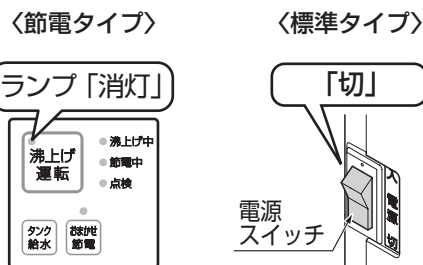 〈節電タイプ〉
ランプ「消灯」
沸上げ
運転
沸上げ中
節電中
点検
タンク
給水
おまかせ
節電
〈標準タイプ〉
「切」
入
電源
切
電源
スイッチ